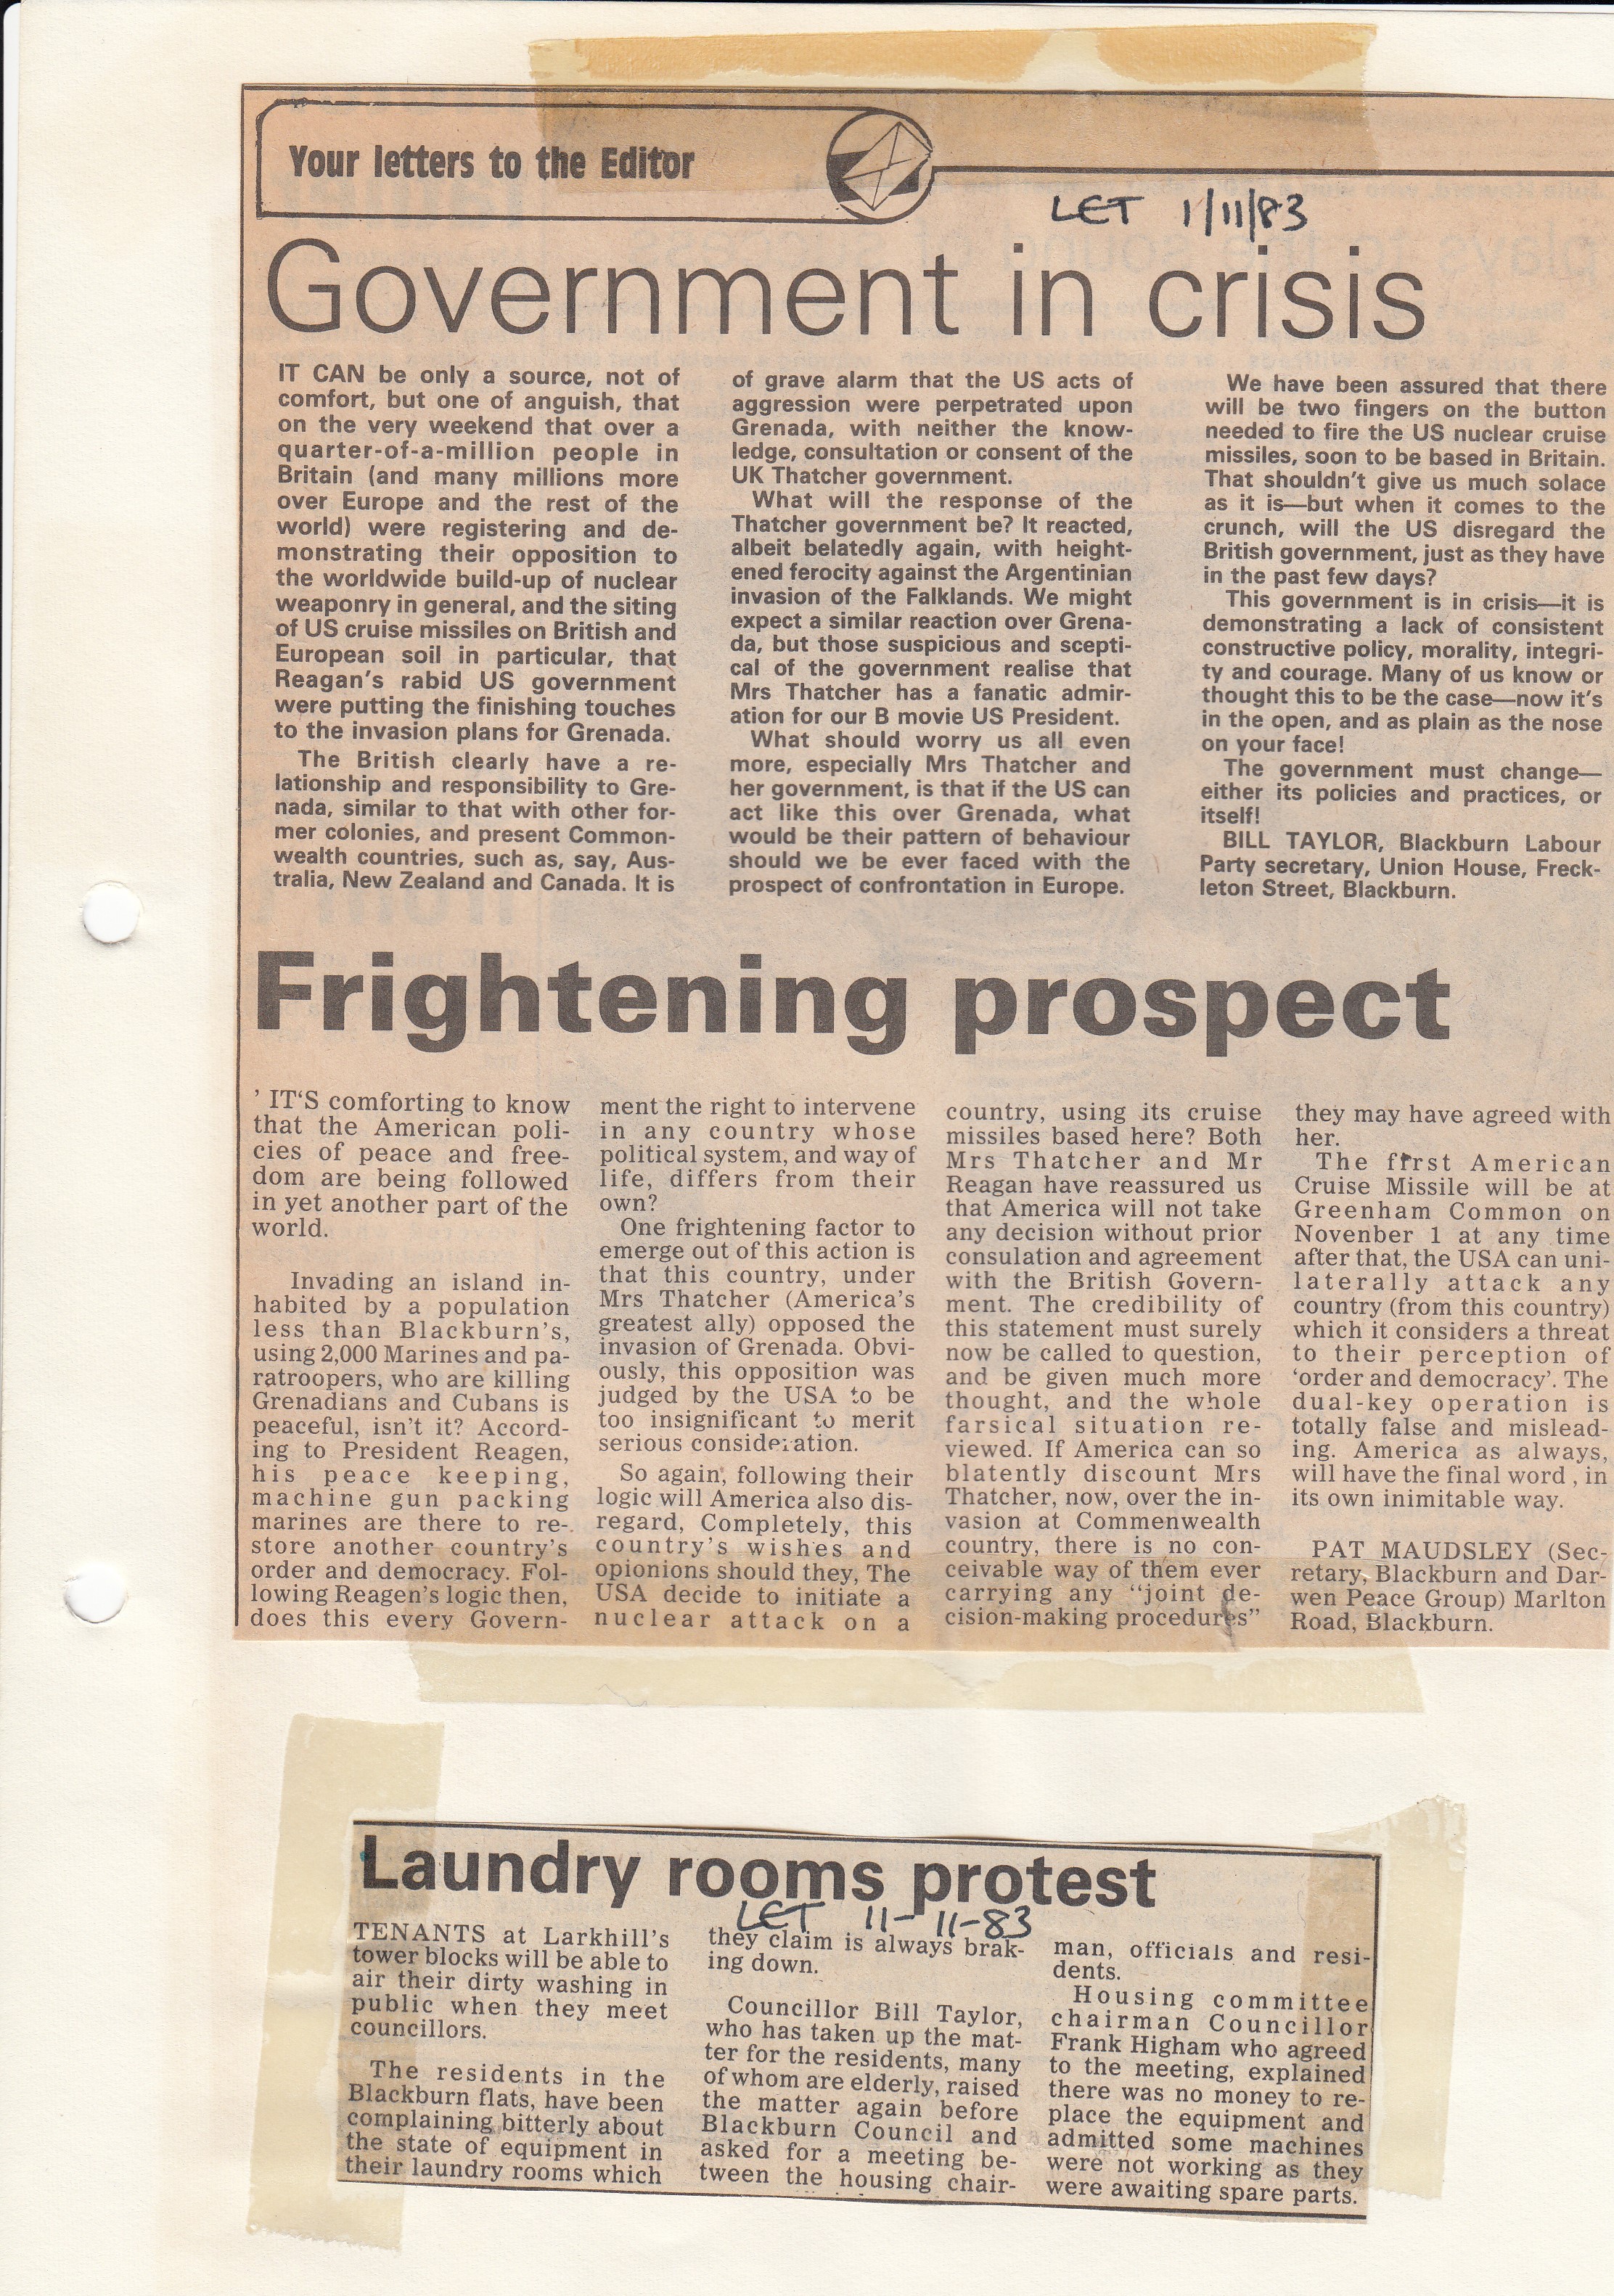 Your letters to the Editor
LET 1/11/83
Government in crisis
IT CAN be only a source, not of
comfort, but one of anguish, that
on the very weekend that over a
quarter-of-a-million people in
Britain (and many millions more
over Europe and the rest of the
world) were registering and de-
monstrating their opposition to
the worldwide build-up of nuclear
weaponry in general, and the siting
of US cruise missiles on British and
European soil in particular, that
Reagan's rabid US government
were putting the finishing touches
to the invasion plans for Grenada.
The British clearly have a re-
lationship and responsibility to Gre-
nada, similar to that with other for-
mer colonies, and present Common-
wealth countries, such as, say, Aus-
tralia, New Zealand and Canada. It is
of grave alarm that the US acts of
aggression were perpetrated upon
Grenada, with neither the know-
ledge, consultation or consent of the
UK Thatcher government.
What will the response of the
Thatcher government be? It reacted,
albeit belatedly again, with height-
ened ferocity against the Argentinian
invasion of the Falklands. We might
expect a similar reaction over Grena-
da, but those suspicious and scepti-
cal of the government realise that
Mrs Thatcher has a fanatic admir-
ation for our B movie US President.
What should worry us all even
more, especially Mrs Thatcher and
her government, is that if the US can
act like this over Grenada, what
would be their pattern of behaviour
should we be ever faced with the
prospect of confrontation in Europe.
We have been assured that there
will be two fingers on the button
needed to fire the US nuclear cruise
missiles, soon to be based in Britain.
That shouldn't give us much solace
as it is—but when it comes to the
crunch, will the US disregard the
British government, just as they have
in the past few days?
This government is in crisis—it is
demonstrating a lack of consistent
constructive policy, morality, integri-
ty and courage. Many of us know or
thought this to be the case—now it's
in the open, and as plain as the nose
on your face!
The government must change—
either its policies and practices, or
itself!
BILL TAYLOR, Blackburn Labour
Party secretary, Union House, Freck-
leton Street, Blackburn.
Frightening prospect
' IT'S comforting to know
that the American poli-
cies of peace and free-
dom are being followed
in yet another part of the
world.
Invading an island in-
habited by a population
less than Blackburn's,
using 2,000 Marines and pa-
ratroopers, who are killing
Grenadians and Cubans is
peaceful, isn't it? Accord-
ing to President Reagen,
his peace keeping,
machine gun packing
marines are there to re-
store another country's
order and democracy. Fol-
lowing Reagen's logic then,
does this every Govern-
ment the right to intervene
in any country whose
political system, and way of
life, differs from their
own?
One frightening factor to
emerge out of this action is
that this country, under
Mrs Thatcher (America's
greatest ally) opposed the
invasion of Grenada. Obvi-
ously, this opposition was
judged by the USA to be
too insignificant to merit
serious consideration.
So again, following their
logic will America also dis-
regard, Completely, this
country's wishes and
opionions should they, The
USA decide to initiate a
nuclear attack on a
country, using its cruise
missiles based here? Both
Mrs Thatcher and Mr
Reagan have reassured us
that America will not take
any decision without prior
consulation and agreement
with the British Govern-
ment. The credibility of
this statement must surely
now be called to question,
and be given much more
thought, and the whole
farsical situation re-
viewed. If America can so
blatently discount Mrs
Thatcher, now, over the in-
vasion at Commenwealth
country, there is no con-
ceivable way of them ever
carrying any "joint de-
cision-making procedures"
they may have agreed with
her.
The first American
Cruise Missile will be at
Greenham Common on
Novenber 1 at any time
after that, the USA can uni-
laterally attack any
country (from this country)
which it considers a threat
to their perception of
'order and democracy'. The
dual-key operation is
totally false and mislead-
ing. America as always,
will have the final word , in
its own inimitable way.
PAT MAUDSLEY (Sec-
retary, Blackburn and Dar-
wen Peace Group) Marlton
Road, Blackburn.
Laundry rooms protest
LET 11-11-83
TENANTS at Larkhill's
tower blocks will be able to
air their dirty washing in
public when they meet
councillors.
The residents in the
Blackburn flats, have been
complaining bitterly about
the state of equipment in
their laundry rooms which
they claim is always brak-
ing down.
Councillor Bill Taylor,
who has taken up the mat-
ter for the residents, many
of whom are elderly, raised
the matter again before
Blackburn Council and
asked for a meeting be-
tween the housing chair-
man, officials and resi-
dents.
Housing committee
chairman Councillor
Frank Higham who agreed
to the meeting, explained
there was no money to re-
place the equipment and
admitted some machines
were not working as they
were awaiting spare parts.